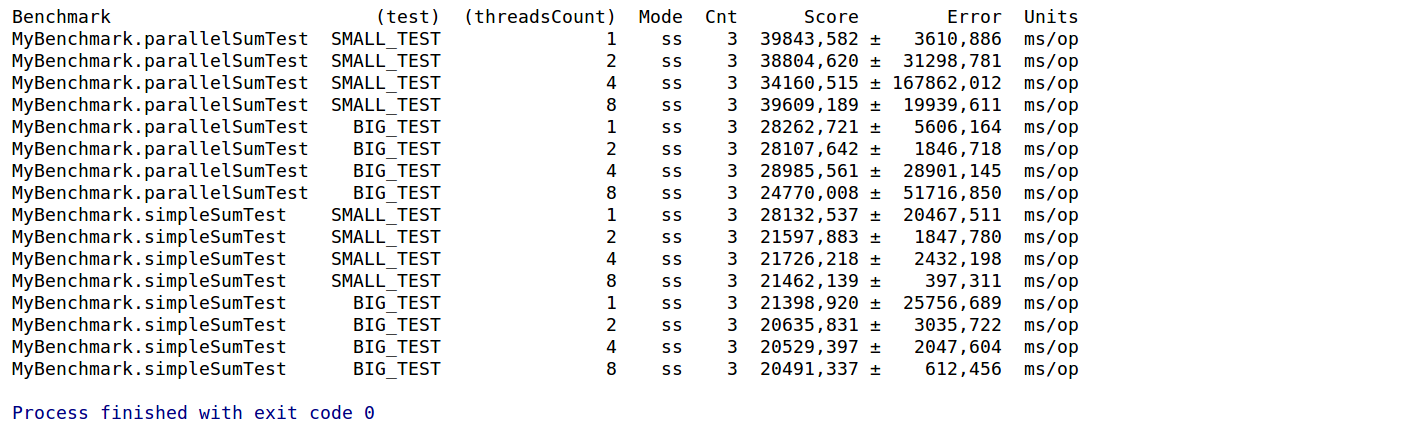 Benchmark (test) (threadsCount) Mode Cnt Score Error Units
MyBenchmark.parallelSumTest SMALL_TEST 1 ss 3 39843,582 ± 3610,886 ms/op
MyBenchmark.parallelSumTest SMALL_TEST 2 ss 3 38804,620 ± 31298,781 ms/op
MyBenchmark.parallelSumTest SMALL_TEST 4 ss 3 34160,515 ± 167862,012 ms/op
MyBenchmark.parallelSumTest SMALL_TEST 8 ss 3 39609,189 ± 19939,611 ms/op
MyBenchmark.parallelSumTest BIG_TEST 1 ss 3 28262,721 ± 5606,164 ms/op
MyBenchmark.parallelSumTest BIG_TEST 2 ss 3 28107,642 ± 1846,718 ms/op
MyBenchmark.parallelSumTest BIG_TEST 4 ss 3 28985,561 ± 28901,145 ms/op
MyBenchmark.parallelSumTest BIG_TEST 8 ss 3 24770,008 ± 51716,850 ms/op
MyBenchmark.simpleSumTest SMALL_TEST 1 ss 3 28132,537 ± 20467,511 ms/op
MyBenchmark.simpleSumTest SMALL_TEST 2 ss 3 21597,883 ± 1847,780 ms/op
MyBenchmark.simpleSumTest SMALL_TEST 4 ss 3 21726,218 ± 2432,198 ms/op
MyBenchmark.simpleSumTest SMALL_TEST 8 ss 3 21462,139 ± 397,311 ms/op
MyBenchmark.simpleSumTest BIG_TEST 1 ss 3 21398,920 ± 25756,689 ms/op
MyBenchmark.simpleSumTest BIG_TEST 2 ss 3 20635,831 ± 3035,722 ms/op
MyBenchmark.simpleSumTest BIG_TEST 4 ss 3 20529,397 ± 2047,604 ms/op
MyBenchmark.simpleSumTest BIG_TEST 8 ss 3 20491,337 ± 612,456 ms/op
Process finished with exit code 0